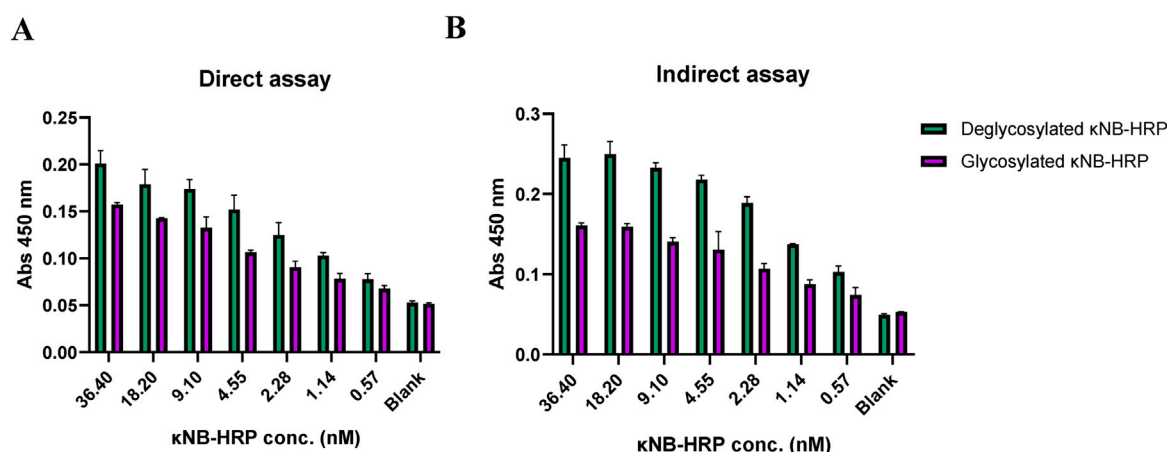 A
Direct assay
Abs 450 nm
0.25
0.20
0.15
0.10
0.05
0.00
36.40
18.20
9.10
4.55
2.28
1.14
0.57
Blank
κNB-HRP conc. (nM)
B
Indirect assay
Abs 450 nm
0.3
0.2
0.1
0.0
36.40
18.20
9.10
4.55
2.28
1.14
0.57
Blank
κNB-HRP conc. (nM)
Deglycosylated κNB-HRP
Glycosylated κNB-HRP